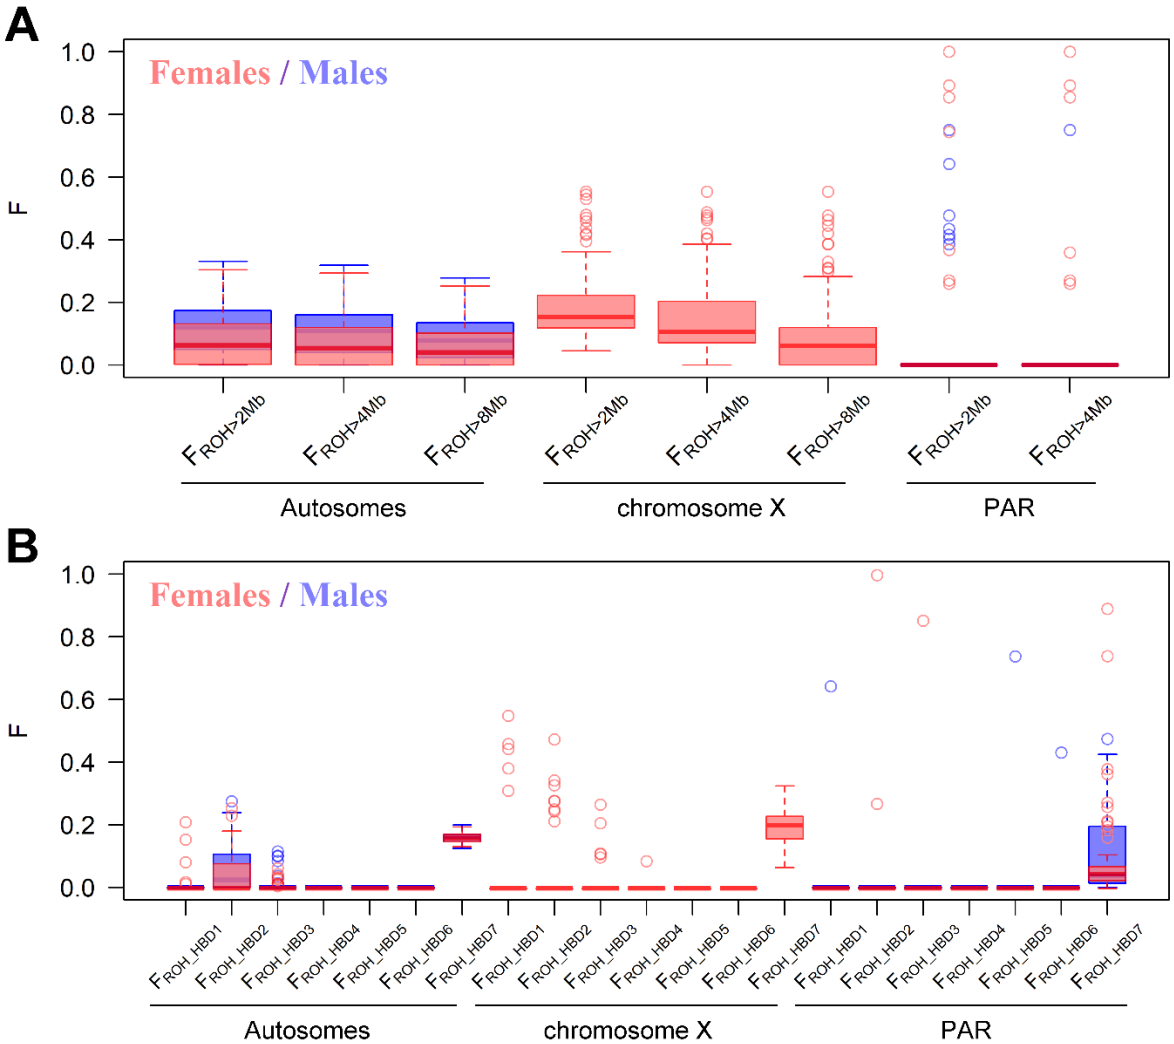 A
Females / Males
F
1.0
0.8
0.6
0.4
0.2
0.0
FROH>2Mb
FROH>4Mb
FROH>8Mb
FROH>2Mb
FROH>4Mb
FROH>8Mb
FROH>2Mb
FROH>4Mb
Autosomes
chromosome X
PAR
B
Females / Males
F
1.0
0.8
0.6
0.4
0.2
0.0
FROH_HBD1
FROH_HBD2
FROH_HBD3
FROH_HBD4
FROH_HBD5
FROH_HBD6
FROH_HBD7
FROH_HBD1
FROH_HBD2
FROH_HBD3
FROH_HBD4
FROH_HBD5
FROH_HBD6
FROH_HBD7
FROH_HBD1
FROH_HBD2
FROH_HBD3
FROH_HBD4
FROH_HBD5
FROH_HBD6
FROH_HBD7
Autosomes
chromosome X
PAR